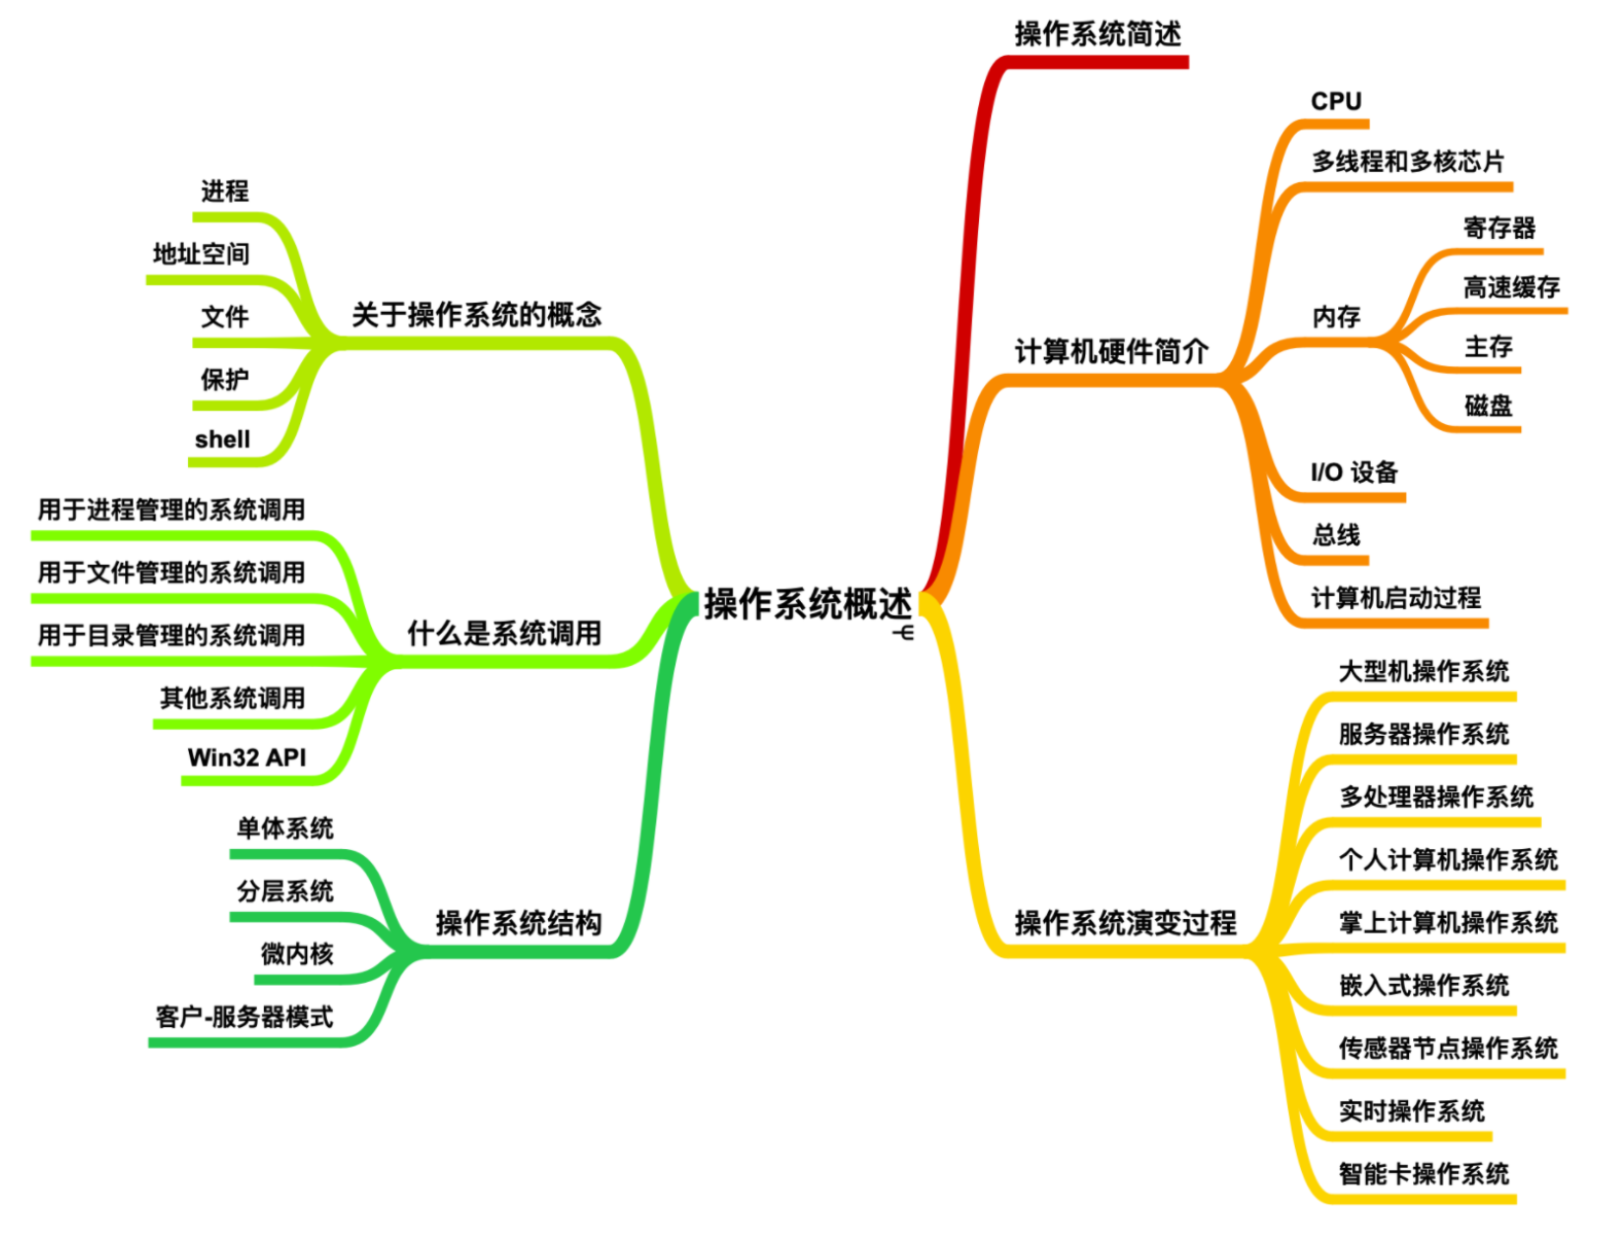 操作系统概述
操作系统简述
计算机硬件简介
CPU
多线程和多核芯片
内存
寄存器
高速缓存
主存
磁盘
I/O 设备
总线
计算机启动过程
操作系统演变过程
大型机操作系统
服务器操作系统
多处理器操作系统
个人计算机操作系统
掌上计算机操作系统
嵌入式操作系统
传感器节点操作系统
实时操作系统
智能卡操作系统
关于操作系统的概念
进程
地址空间
文件
保护
shell
什么是系统调用
用于进程管理的系统调用
用于文件管理的系统调用
用于目录管理的系统调用
其他系统调用
Win32 API
操作系统结构
单体系统
分层系统
微内核
客户-服务器模式